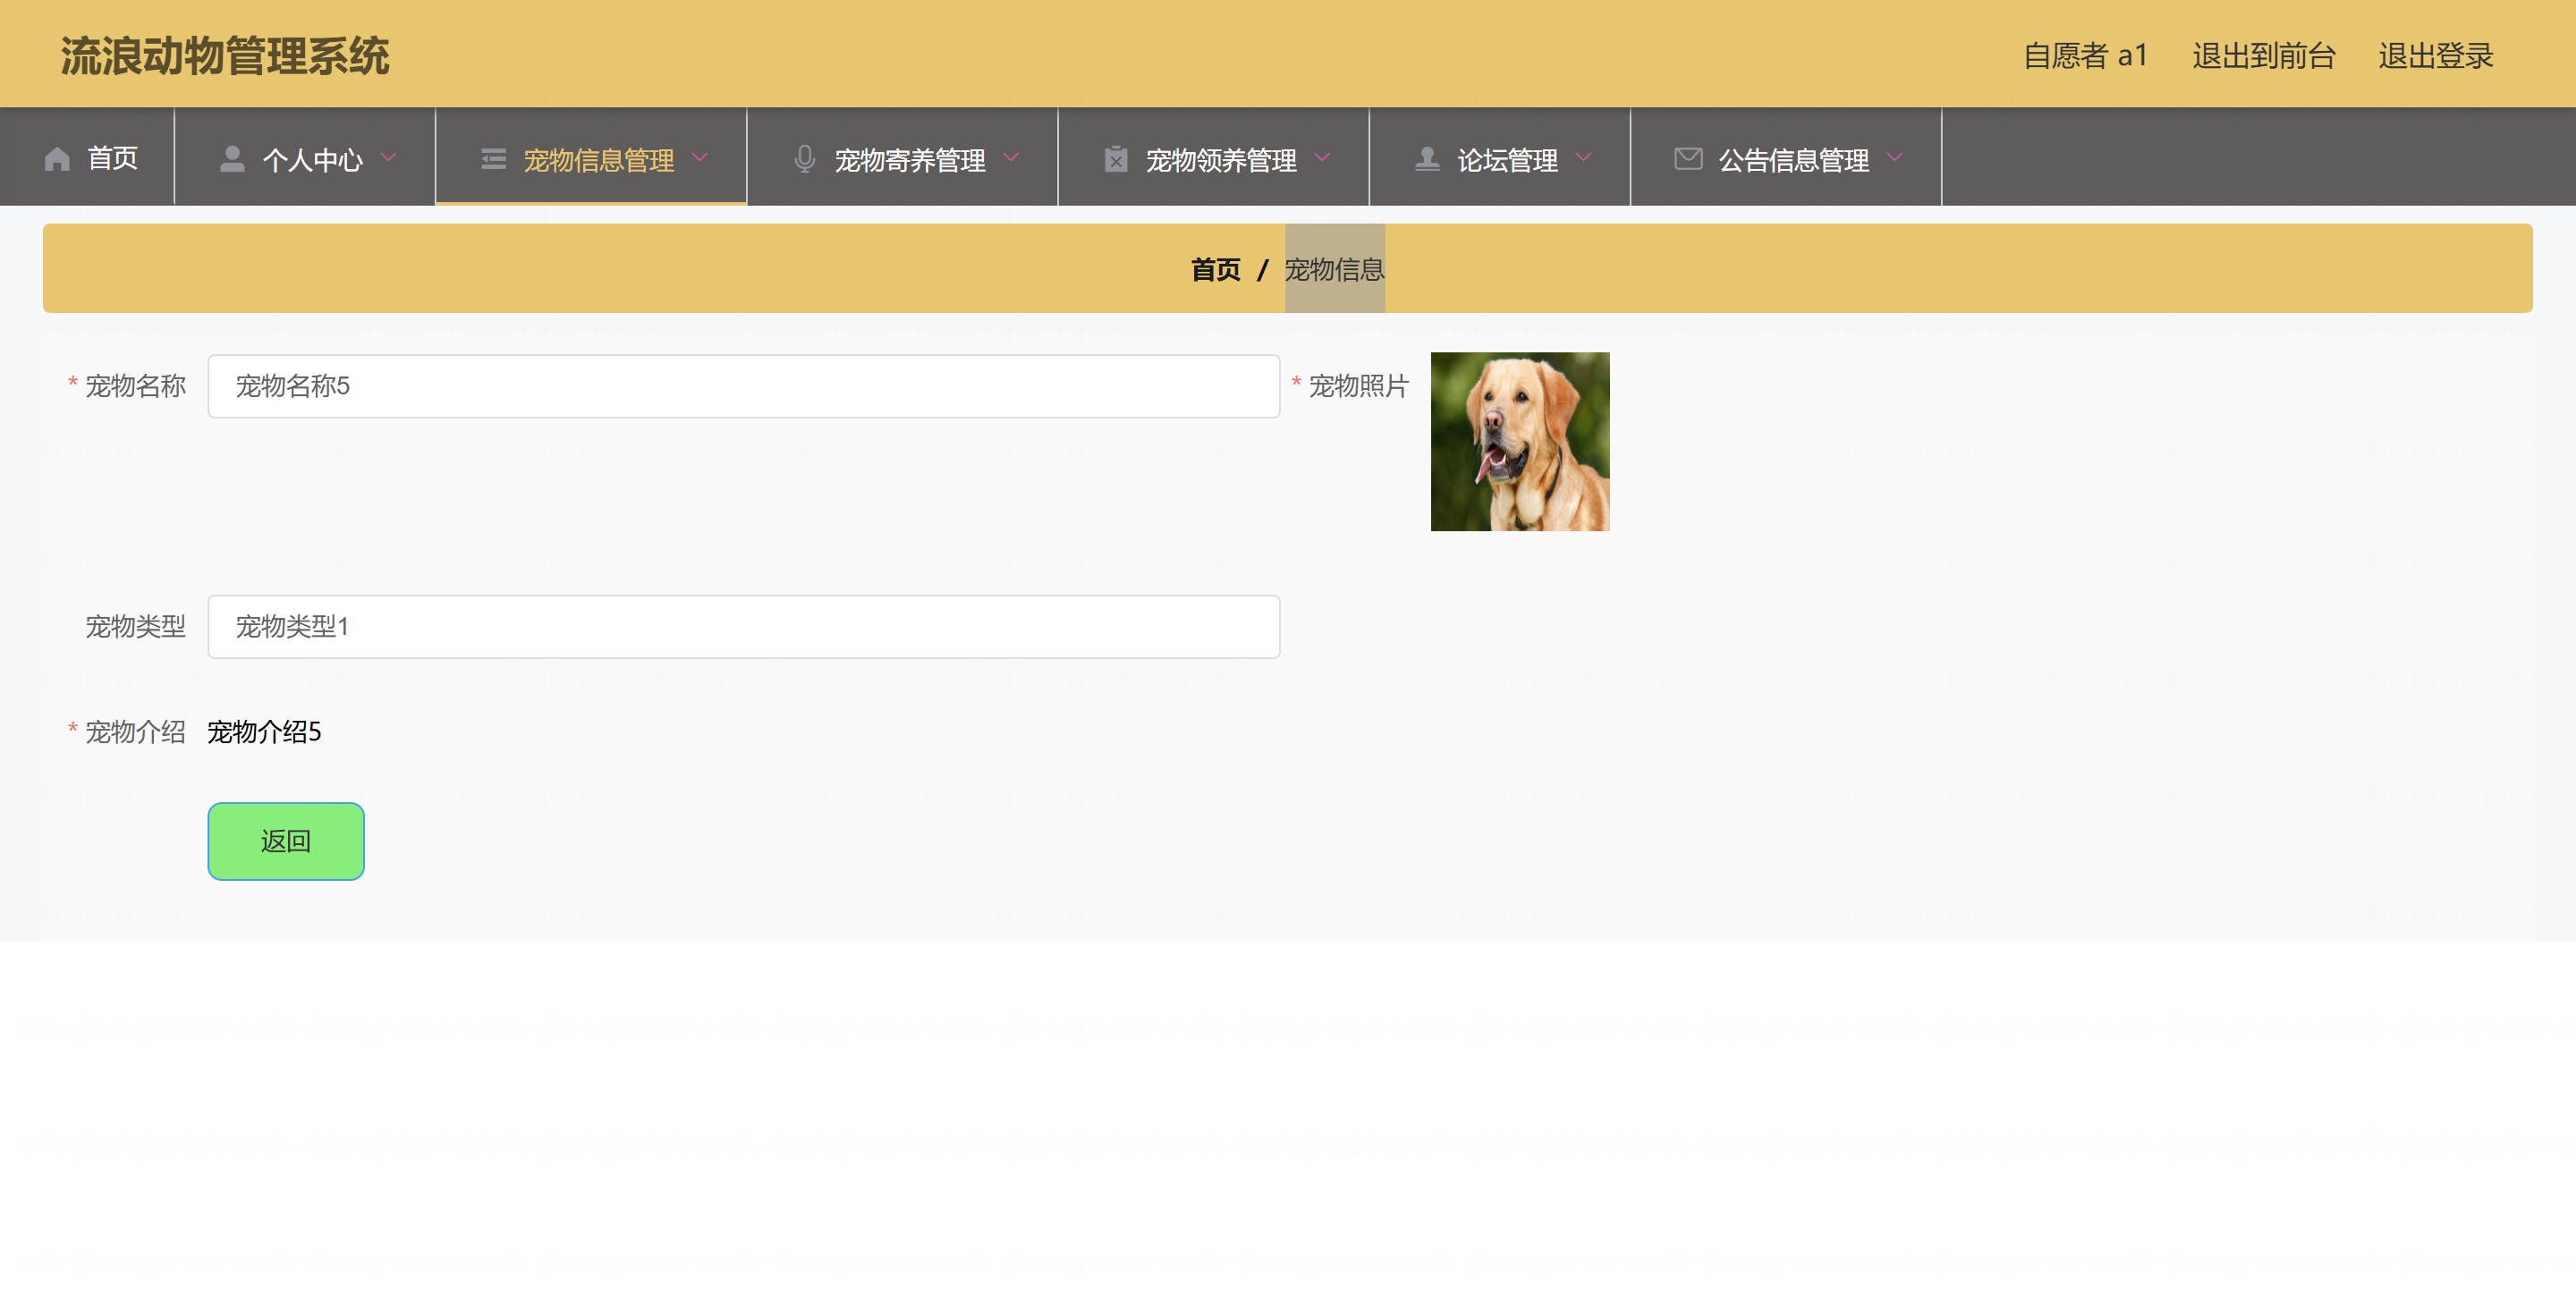 流浪动物管理系统
自愿者 a1 退出到前台 退出登录
首页 个人中心 宠物信息管理 宠物寄养管理 宠物领养管理 论坛管理 公告信息管理
首页 / 宠物信息
* 宠物名称 宠物名称5 * 宠物照片
宠物类型 宠物类型1
* 宠物介绍 宠物介绍5
返回